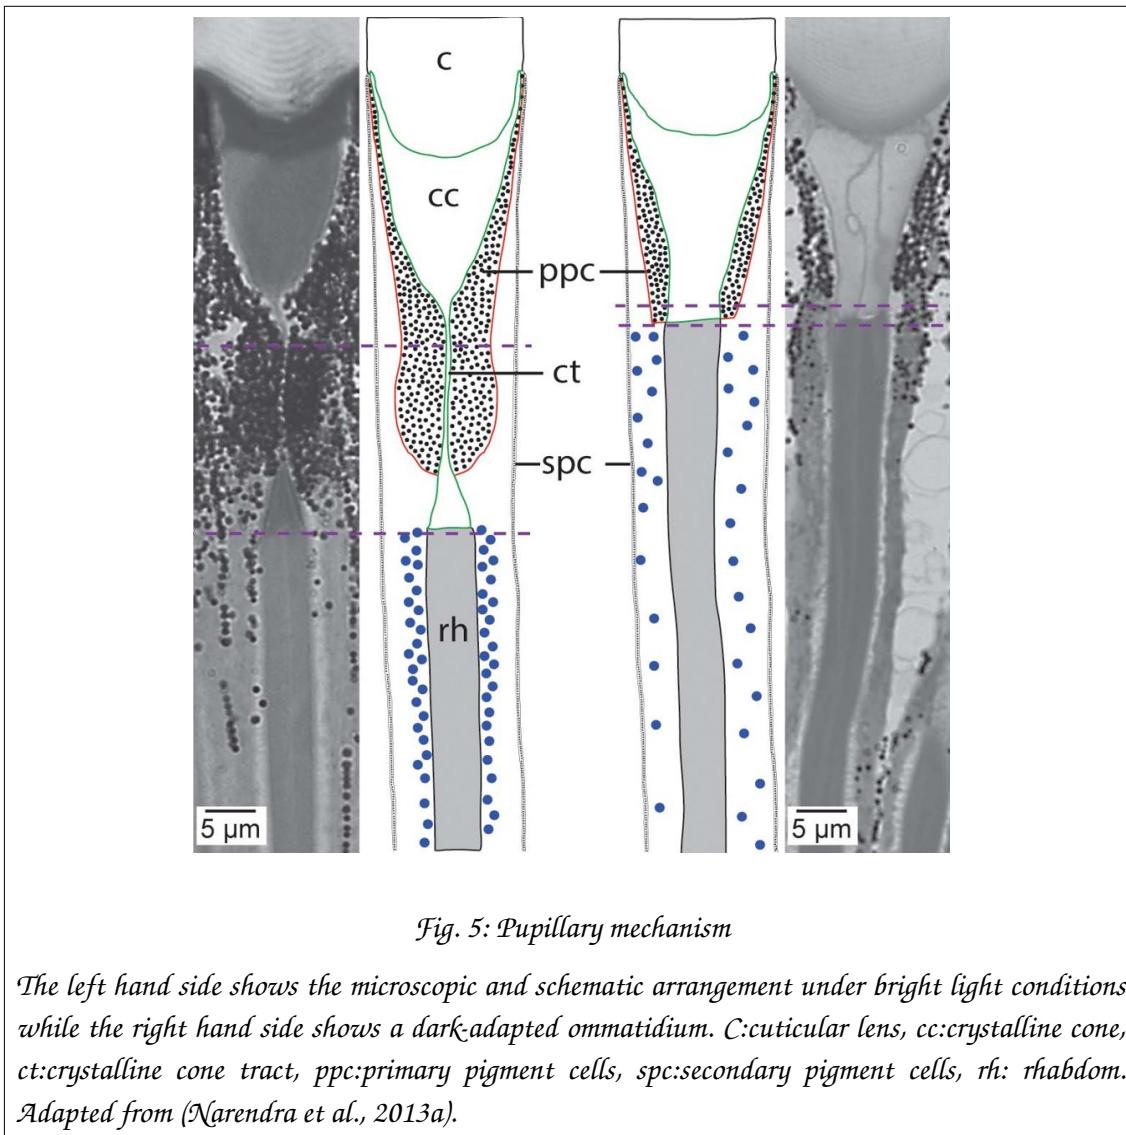 c
cc
ppc
ct
spc
rh
5 µm
5 µm
Fig. 5: Pupillary mechanism
The left hand side shows the microscopic and schematic arrangement under bright light conditions
while the right hand side shows a dark-adapted ommatidium. C:cuticular lens, cc:crystalline cone,
ct:crystalline cone tract, ppc:primary pigment cells, spc:secondary pigment cells, rh: rhabdom.
Adapted from (Narendra et al., 2013a).